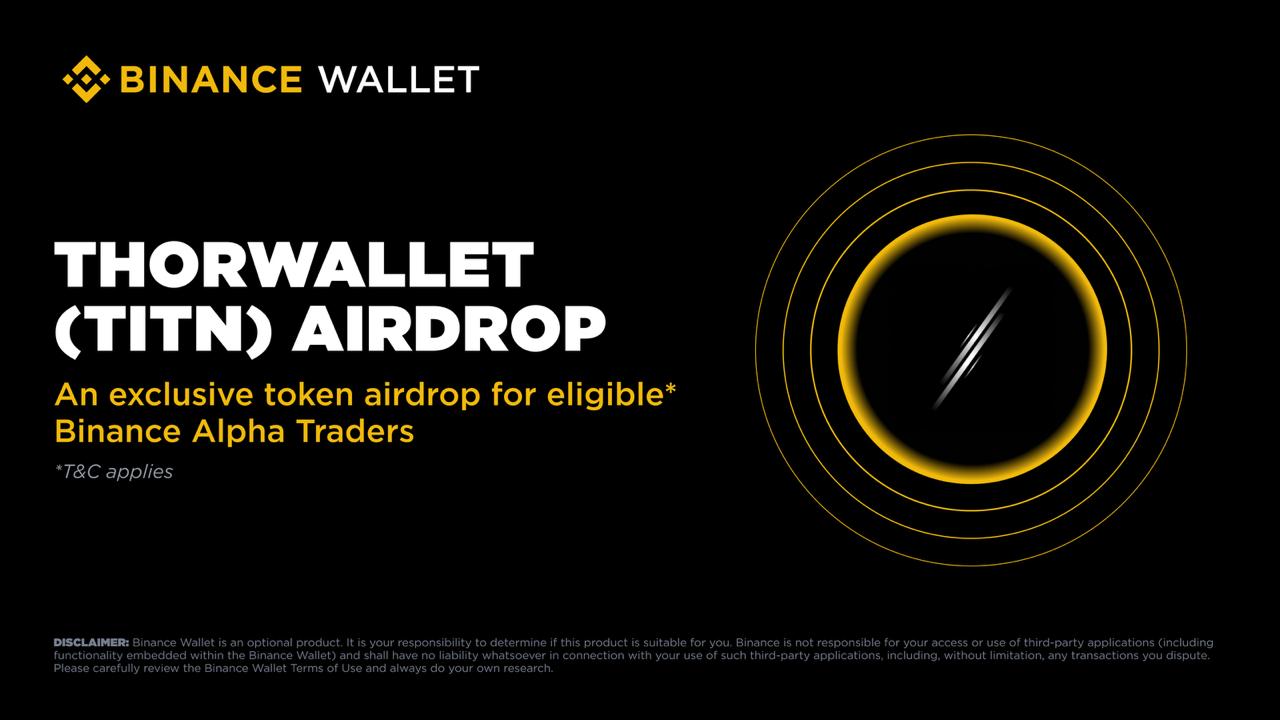 BINANCE WALLET
THORWALLET
(TITN) AIRDROP
An exclusive token airdrop for eligible*
Binance Alpha Traders
*T&C applies
DISCLAIMER: Binance Wallet is an optional product. It is your responsibility to determine if this product is suitable for you. Binance is not responsible for your access or use of third-party applications (including
functionality embedded within the Binance Wallet) and shall have no liability whatsoever in connection with your use of such third-party applications, including, without limitation, any transactions you dispute.
Please carefully review the Binance Wallet Terms of Use and always do your own research.